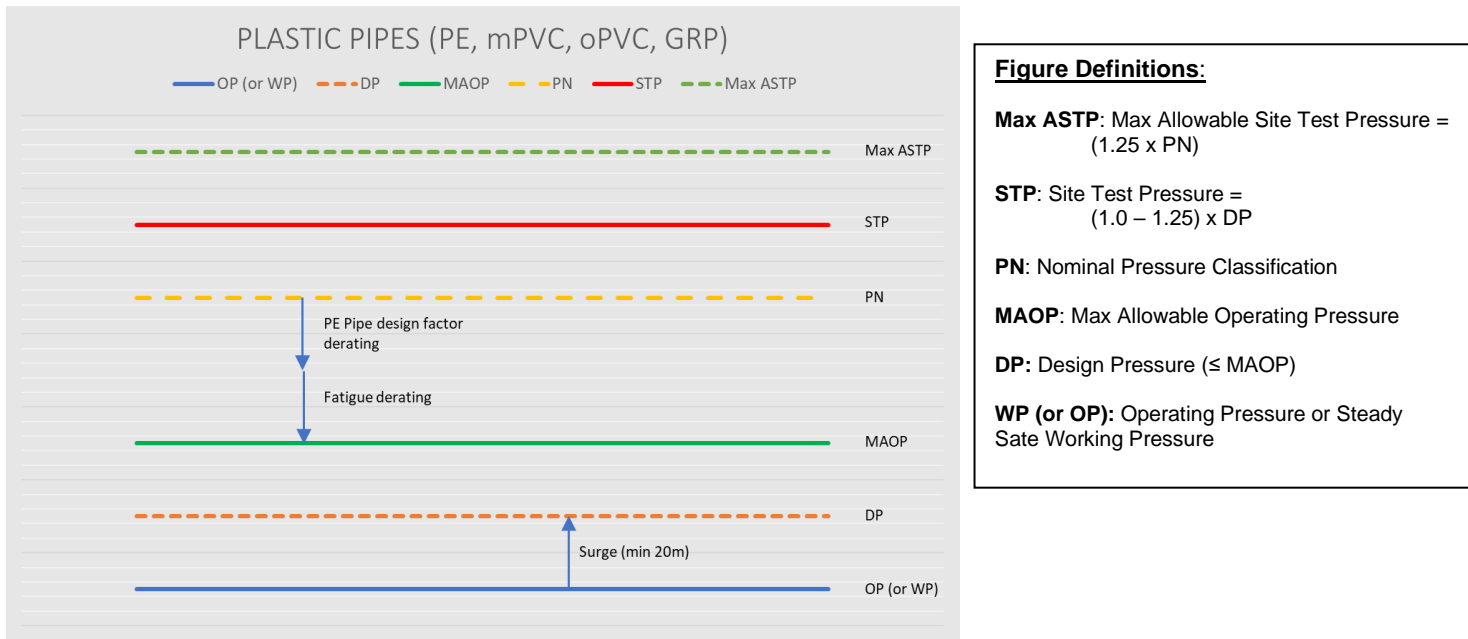 PLASTIC PIPES (PE, mPVC, oPVC, GRP)
OP (or WP) DP MAOP PN STP Max ASTP
Max ASTP
STP
PN
PE Pipe design factor
derating
Fatigue derating
MAOP
DP
Surge (min 20m)
OP (or WP)
Figure Definitions:
Max ASTP: Max Allowable Site Test Pressure =
(1.25 x PN)
STP: Site Test Pressure =
(1.0 – 1.25) x DP
PN: Nominal Pressure Classification
MAOP: Max Allowable Operating Pressure
DP: Design Pressure (≤ MAOP)
WP (or OP): Operating Pressure or Steady
Sate Working Pressure